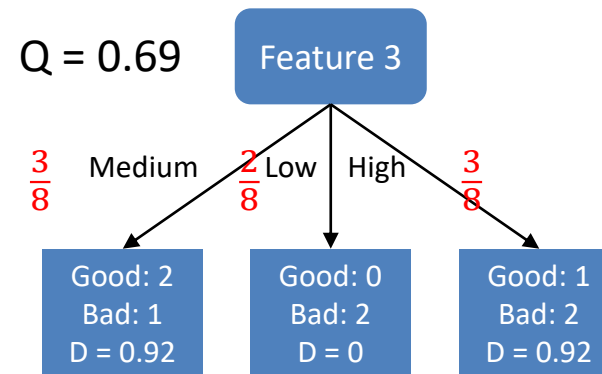 Q = 0.69
Feature 3
3/8 Medium 2/8 Low High 3/8
Good: 2
Bad: 1
D = 0.92
Good: 0
Bad: 2
D = 0
Good: 1
Bad: 2
D = 0.92